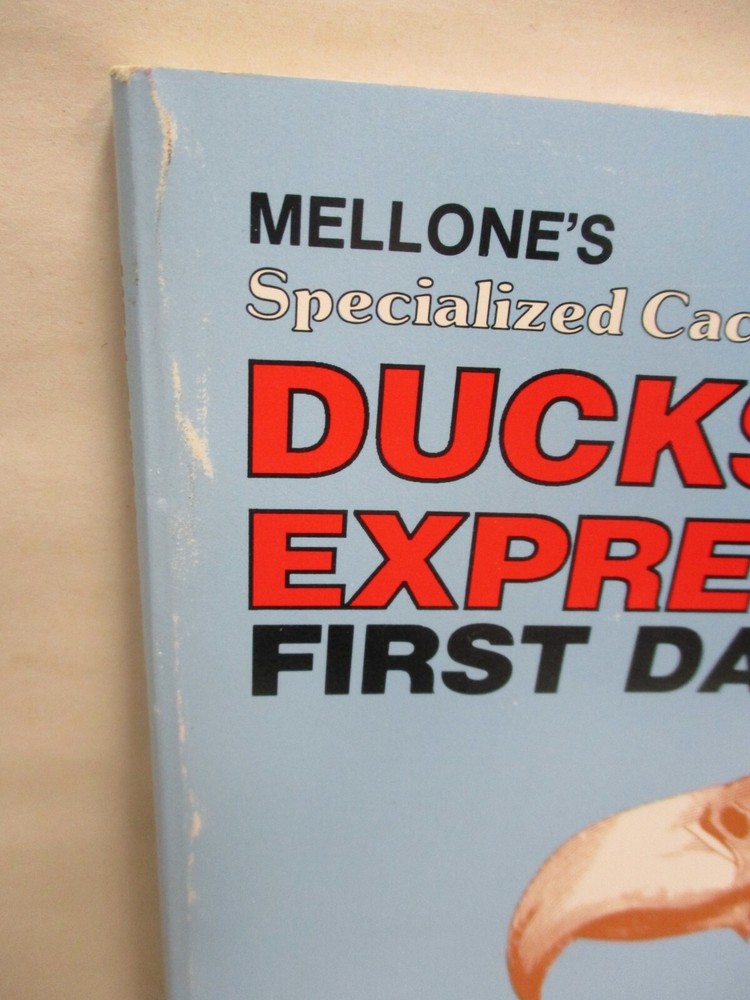 MELLONE'S
Specialized Cac
DUCKS
EXPRE
FIRST DA